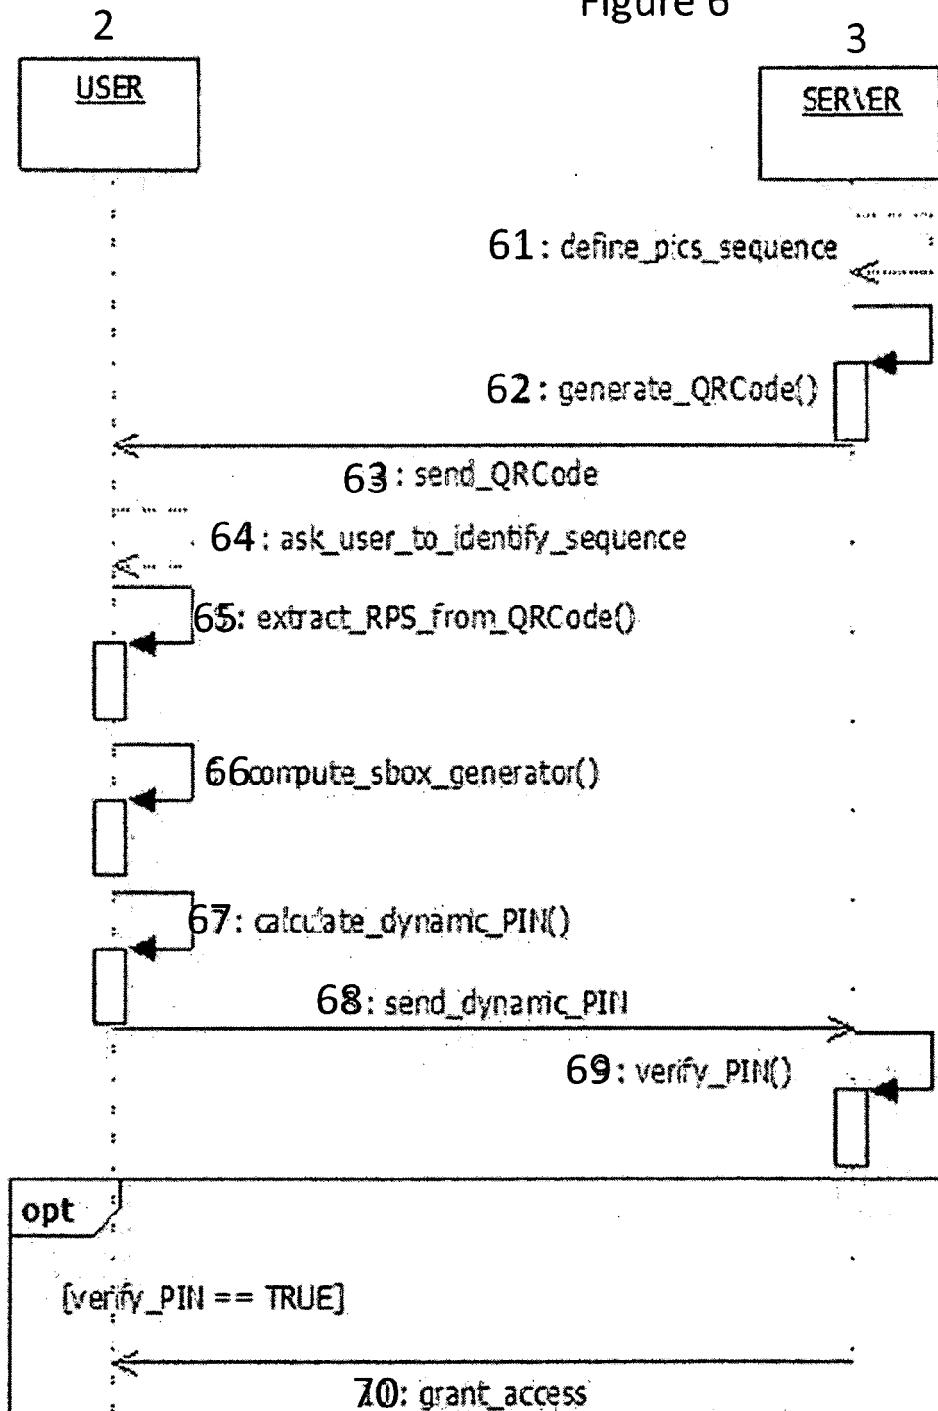 Figure 6
2
3
USER
SERVER
61: define_pics_sequence
62: generate_QRCode()
63: send_QRCode
64: ask_user_to_identify_sequence
65: extract_RPS_from_QRCode()
66compute_sbox_generator()
67: calculate_dynamic_PIN()
68: send_dynamic_PIN
69: verify_PIN()
opt
[verify_PIN == TRUE]
70: grant_access